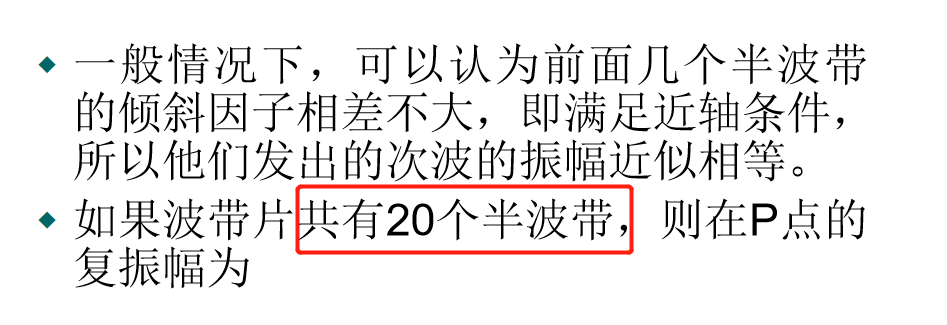 一般情况下，可以认为前面几个半波带
的倾斜因子相差不大，即满足近轴条件，
所以他们发出的次波的振幅近似相等。
如果波带片共有20个半波带，则在P点的
复振幅为